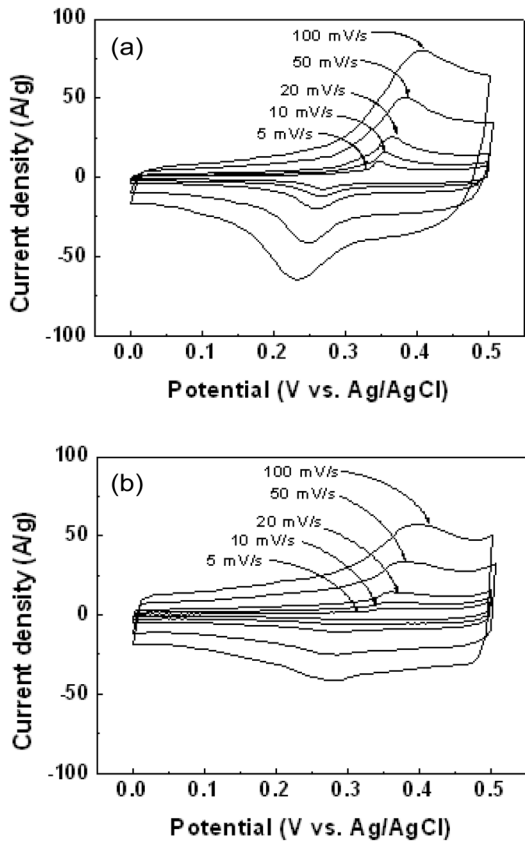 (a)
100 mV/s
50 mV/s
20 mV/s
10 mV/s
5 mV/s
100
50
0
-50
-100
Current density (A/g)
0.0 0.1 0.2 0.3 0.4 0.5
Potential (V vs. Ag/AgCl)
(b)
100 mV/s
50 mV/s
20 mV/s
10 mV/s
5 mV/s
100
50
0
-50
-100
Current density (A/g)
0.0 0.1 0.2 0.3 0.4 0.5
Potential (V vs. Ag/AgCl)